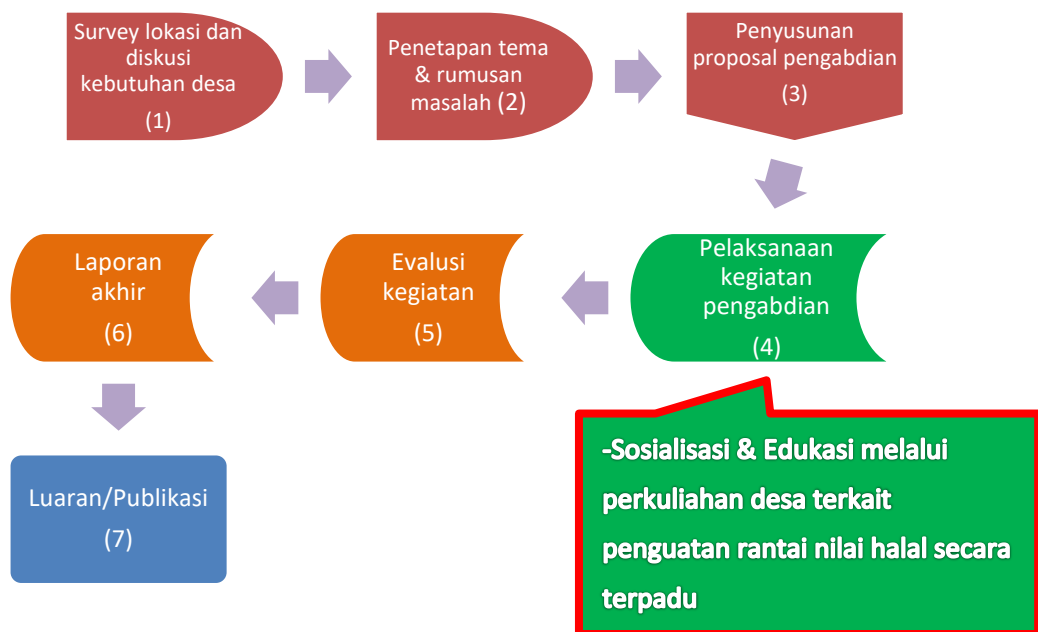 Survey lokasi dan
diskusi
kebutuhan desa
(1)
Penetapan tema
& rumusan
masalah (2)
Penyusunan
proposal pengabdian
(3)
Pelaksanaan
kegiatan
pengabdian
(4)
Evalusi
kegiatan
(5)
Laporan
akhir
(6)
Luaran/Publikasi
(7)
-Sosialisasi & Edukasi melalui
perkuliahan desa terkait
penguatan rantai nilai halal secara
terpadu